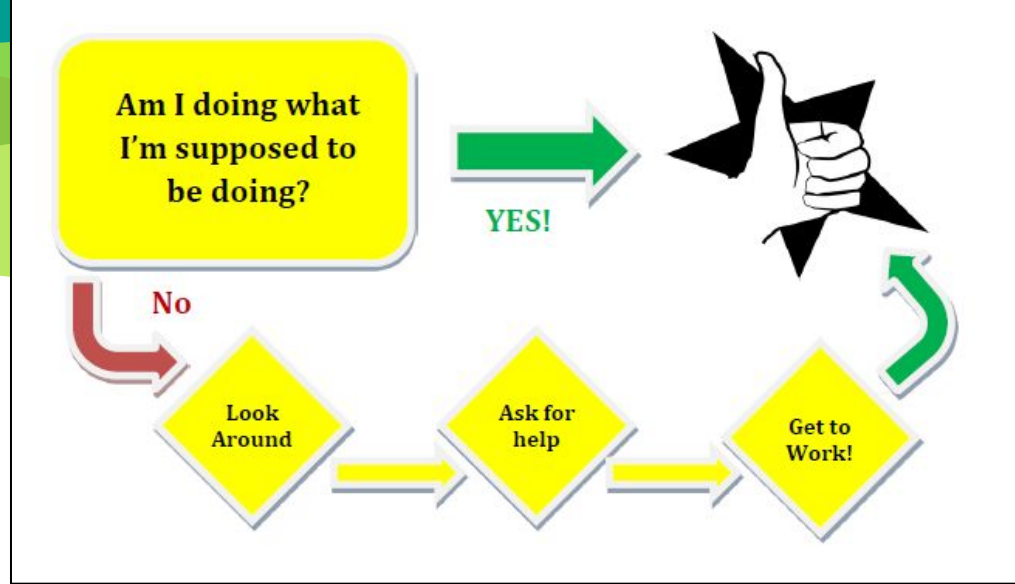 Am I doing what
I'm supposed to
be doing?
YES!
No
Look
Around
Ask for
help
Get to
Work!